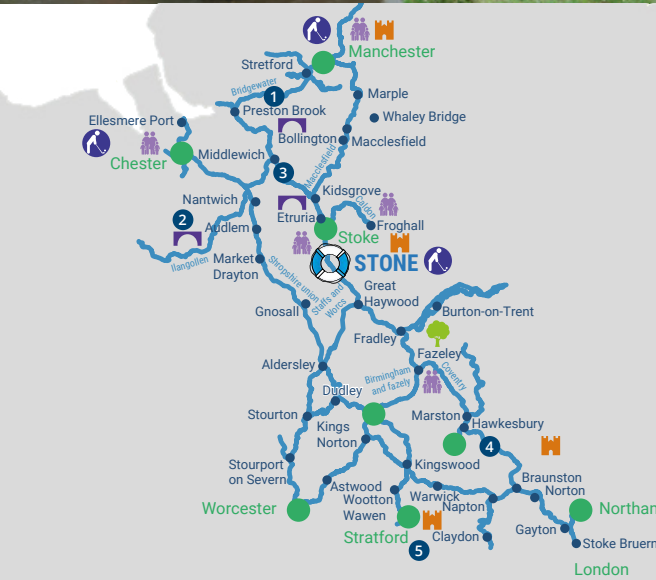 Manchester
Stretford
Bridgewater
1
Marple
Preston Brook
Whaley Bridge
Ellesmere Port
Bollington
Macclesfield
Chester
Middlewich
3
Macclesfield
Kidsgrove
Nantwich
Caldon
2
Etruria
Froghall
Audlem
Stoke
llangollen
Market
Drayton
STONE
Shropshire union
Staffs and
Worcs
Great
Haywood
Gnosall
Burton-on-Trent
Fradley
Fazeley
Aldersley
Birmingham
and fazely
Coventry
Dudley
Stourton
Marston
Kings
Norton
Hawkesbury
4
Stourport
on Severn
Kingswood
Astwood
Braunston
Norton
Wootton
Wawen
Warwick
Napton
Worcester
Northan
Stratford
Gayton
Claydon
Stoke Bruern
5
London